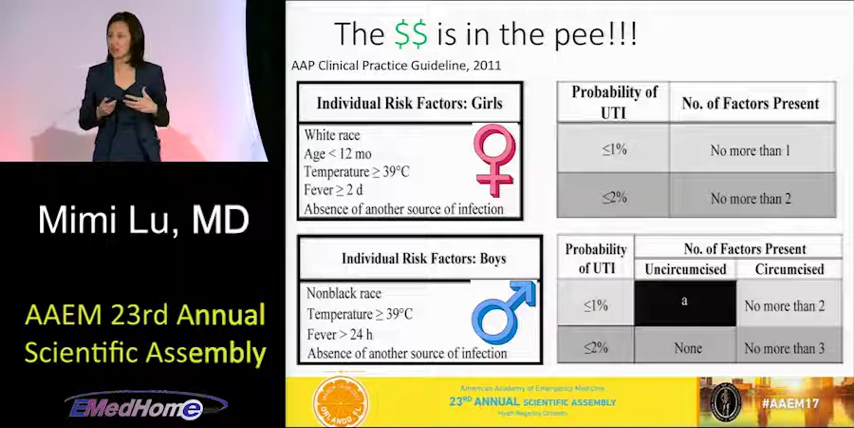 The $$ is in the pee!!!
AAP Clinical Practice Guideline, 2011
Individual Risk Factors: Girls
White race
Age < 12 mo
Temperature ≥ 39°C
Fever ≥ 2 d
Absence of another source of infection
Probability of UTI
No. of Factors Present
≤1%
No more than 1
≤2%
No more than 2
Individual Risk Factors: Boys
Nonblack race
Temperature ≥ 39°C
Fever > 24 h
Absence of another source of infection
Probability of UTI
No. of Factors Present
Uncircumcised
Circumcised
≤1%
a
No more than 2
≤2%
None
No more than 3
Mimi Lu, MD
AAEM 23rd Annual
Scientific Assembly
EMedHome
ORLANDO, FL
American Academy of Emergency Medicine
23RD ANNUAL SCIENTIFIC ASSEMBLY
Hyatt Regency Orlando
#AAEM17